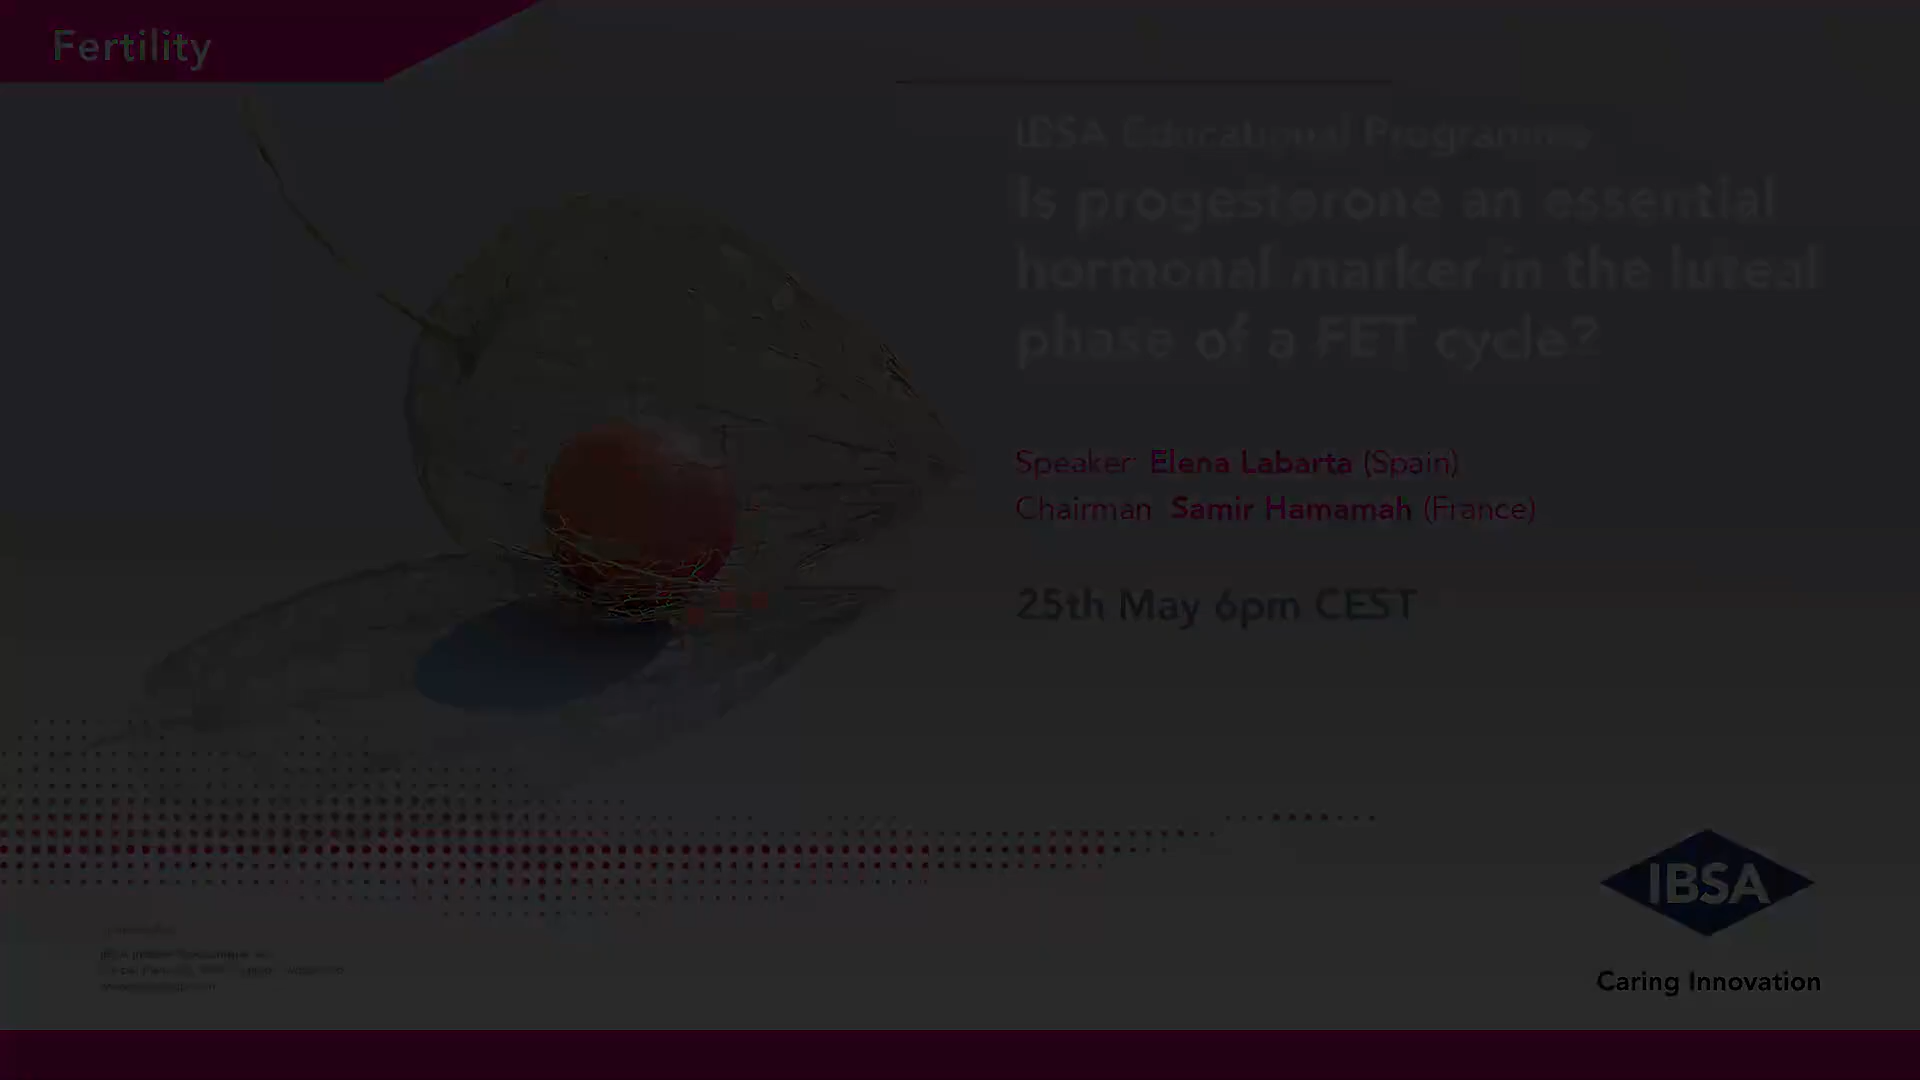 Fertility
IBSA Educational Programme
Is progesterone an essential
hormonal marker in the luteal
phase of a FET cycle?
Speaker: Elena Labarta (Spain)
Chairman: Samir Hamamah (France)
25th May 6pm CEST
IBSA
Caring Innovation